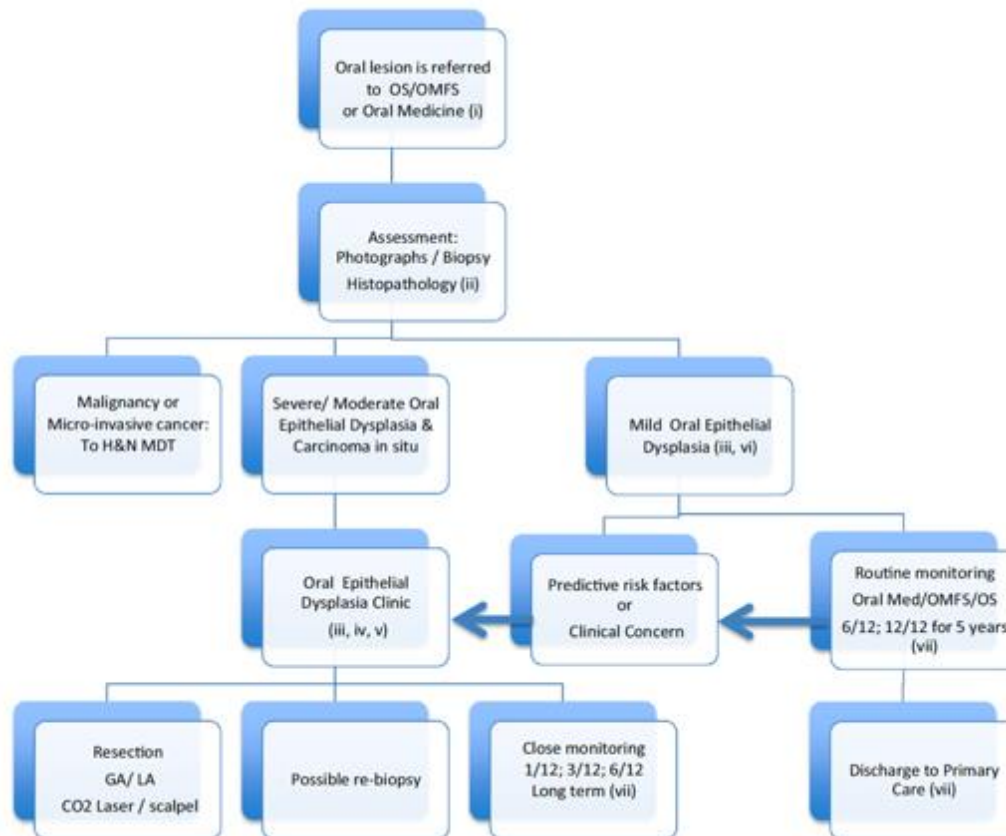 Oral lesion is referred
to OS/OMFS
or Oral Medicine (i)
Assessment:
Photographs / Biopsy
Histopathology (ii)
Malignancy or
Micro-invasive cancer:
To H&N MDT
Severe/ Moderate Oral
Epithelial Dysplasia &
Carcinoma in situ
Mild Oral Epithelial
Dysplasia (iii, vi)
Oral Epithelial
Dysplasia Clinic
(iii, iv, v)
Predictive risk factors
or
Clinical Concern
Routine monitoring
Oral Med/OMFS/OS
6/12; 12/12 for 5 years
(vii)
Resection
GA/ LA
CO2 Laser / scalpel
Possible re-biopsy
Close monitoring
1/12; 3/12; 6/12
Long term (vii)
Discharge to Primary
Care (vii)